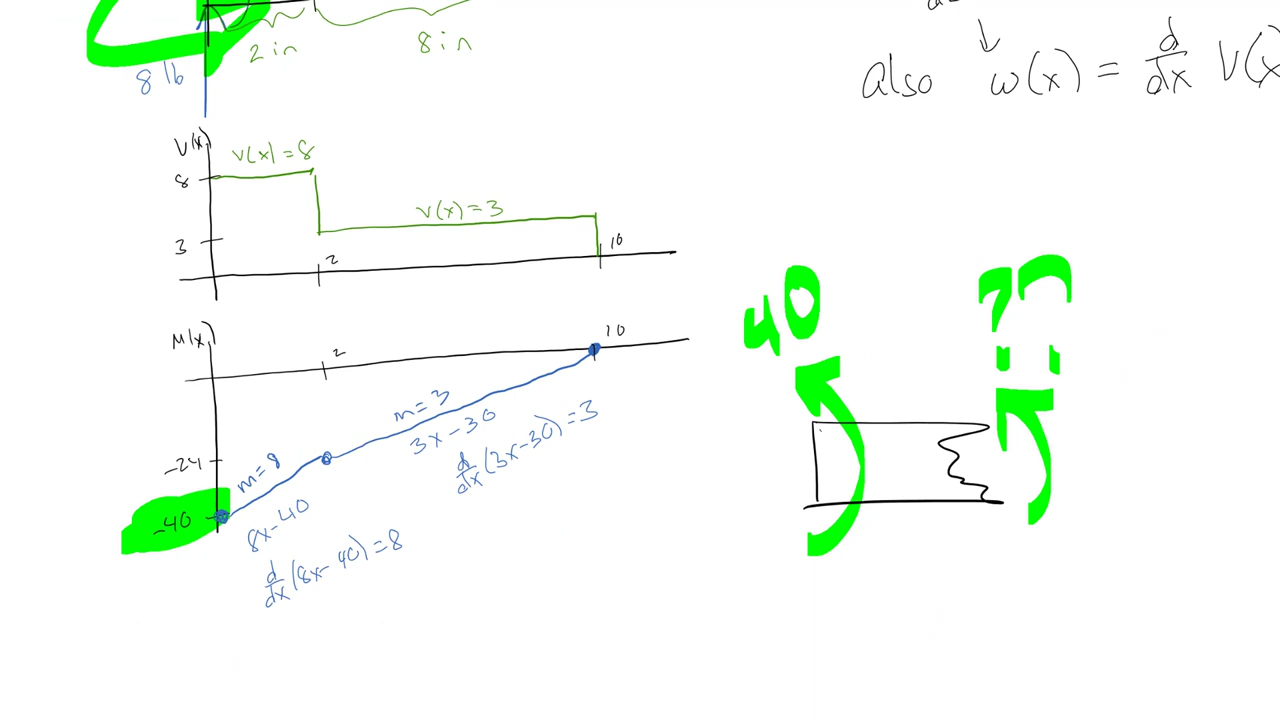 2 in
8 in
8 lb
also ω(x) = d/dx V(x
V(x)
8
V(x) = 8
V(x) = 3
3
2
10
M(x)
2
10
m = 3
3x - 30
d/dx (3x - 30) = 3
-24
m = 8
-40
8x - 40
d/dx (8x - 40) = 8
40
??